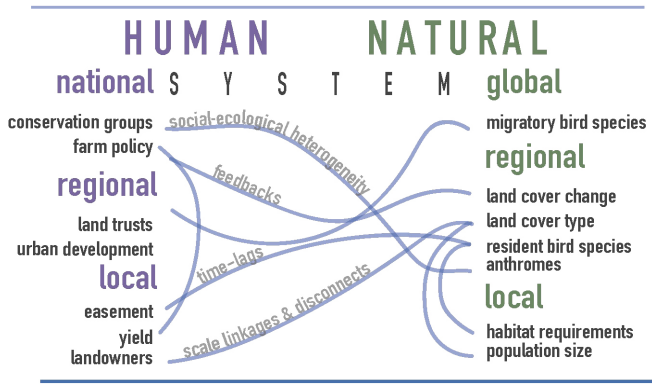 HUMAN NATURAL
national SYSTEM global
conservation groups
farm policy
regional
land trusts
urban development
local
easement
yield
landowners
social-ecological heterogeneity
feedbacks
time-lags
scale linkages & disconnects
migratory bird species
regional
land cover change
land cover type
resident bird species
anthromes
local
habitat requirements
population size